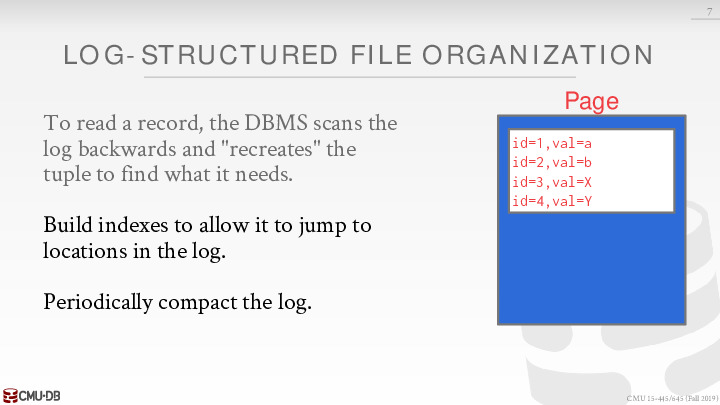 7
LOG-STRUCTURED FILE ORGANIZATION
To read a record, the DBMS scans the
log backwards and "recreates" the
tuple to find what it needs.
Build indexes to allow it to jump to
locations in the log.
Periodically compact the log.
Page
id=1,val=a
id=2,val=b
id=3,val=X
id=4,val=Y
CMU·DB
CMU 15-445/645 (Fall 2019)